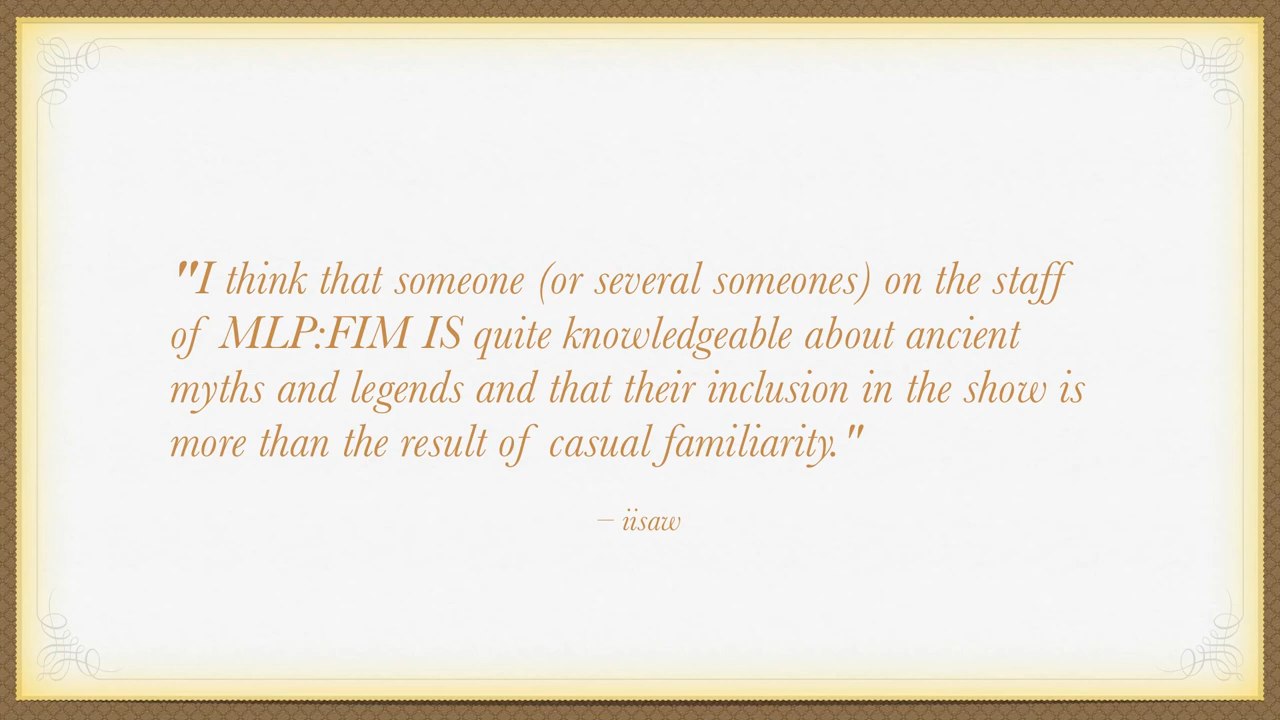 "I think that someone (or several someones) on the staff
of MLP:FIM IS quite knowledgeable about ancient
myths and legends and that their inclusion in the show is
more than the result of casual familiarity."
– iisaw